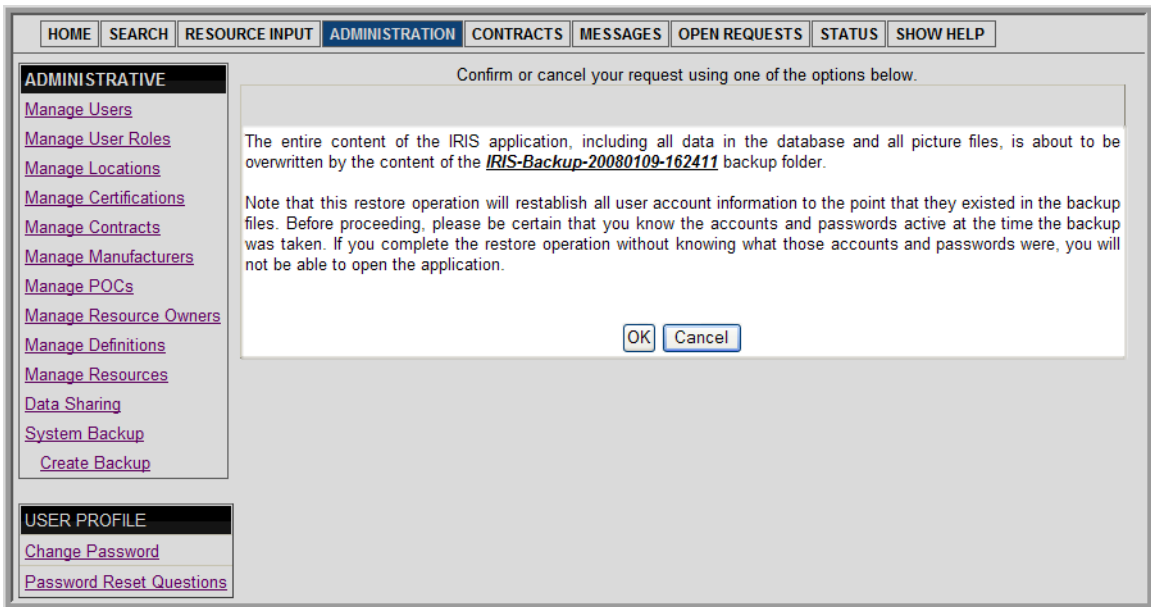 HOME SEARCH RESOURCE INPUT ADMINISTRATION CONTRACTS MESSAGES OPEN REQUESTS STATUS SHOW HELP
ADMINISTRATIVE
Manage Users
Manage User Roles
Manage Locations
Manage Certifications
Manage Contracts
Manage Manufacturers
Manage POCs
Manage Resource Owners
Manage Definitions
Manage Resources
Data Sharing
System Backup
Create Backup
USER PROFILE
Change Password
Password Reset Questions
Confirm or cancel your request using one of the options below.
The entire content of the IRIS application, including all data in the database and all picture files, is about to be
overwritten by the content of the IRIS-Backup-20080109-162411 backup folder.
Note that this restore operation will restablish all user account information to the point that they existed in the backup
files. Before proceeding, please be certain that you know the accounts and passwords active at the time the backup
was taken. If you complete the restore operation without knowing what those accounts and passwords were, you will
not be able to open the application.
OK Cancel